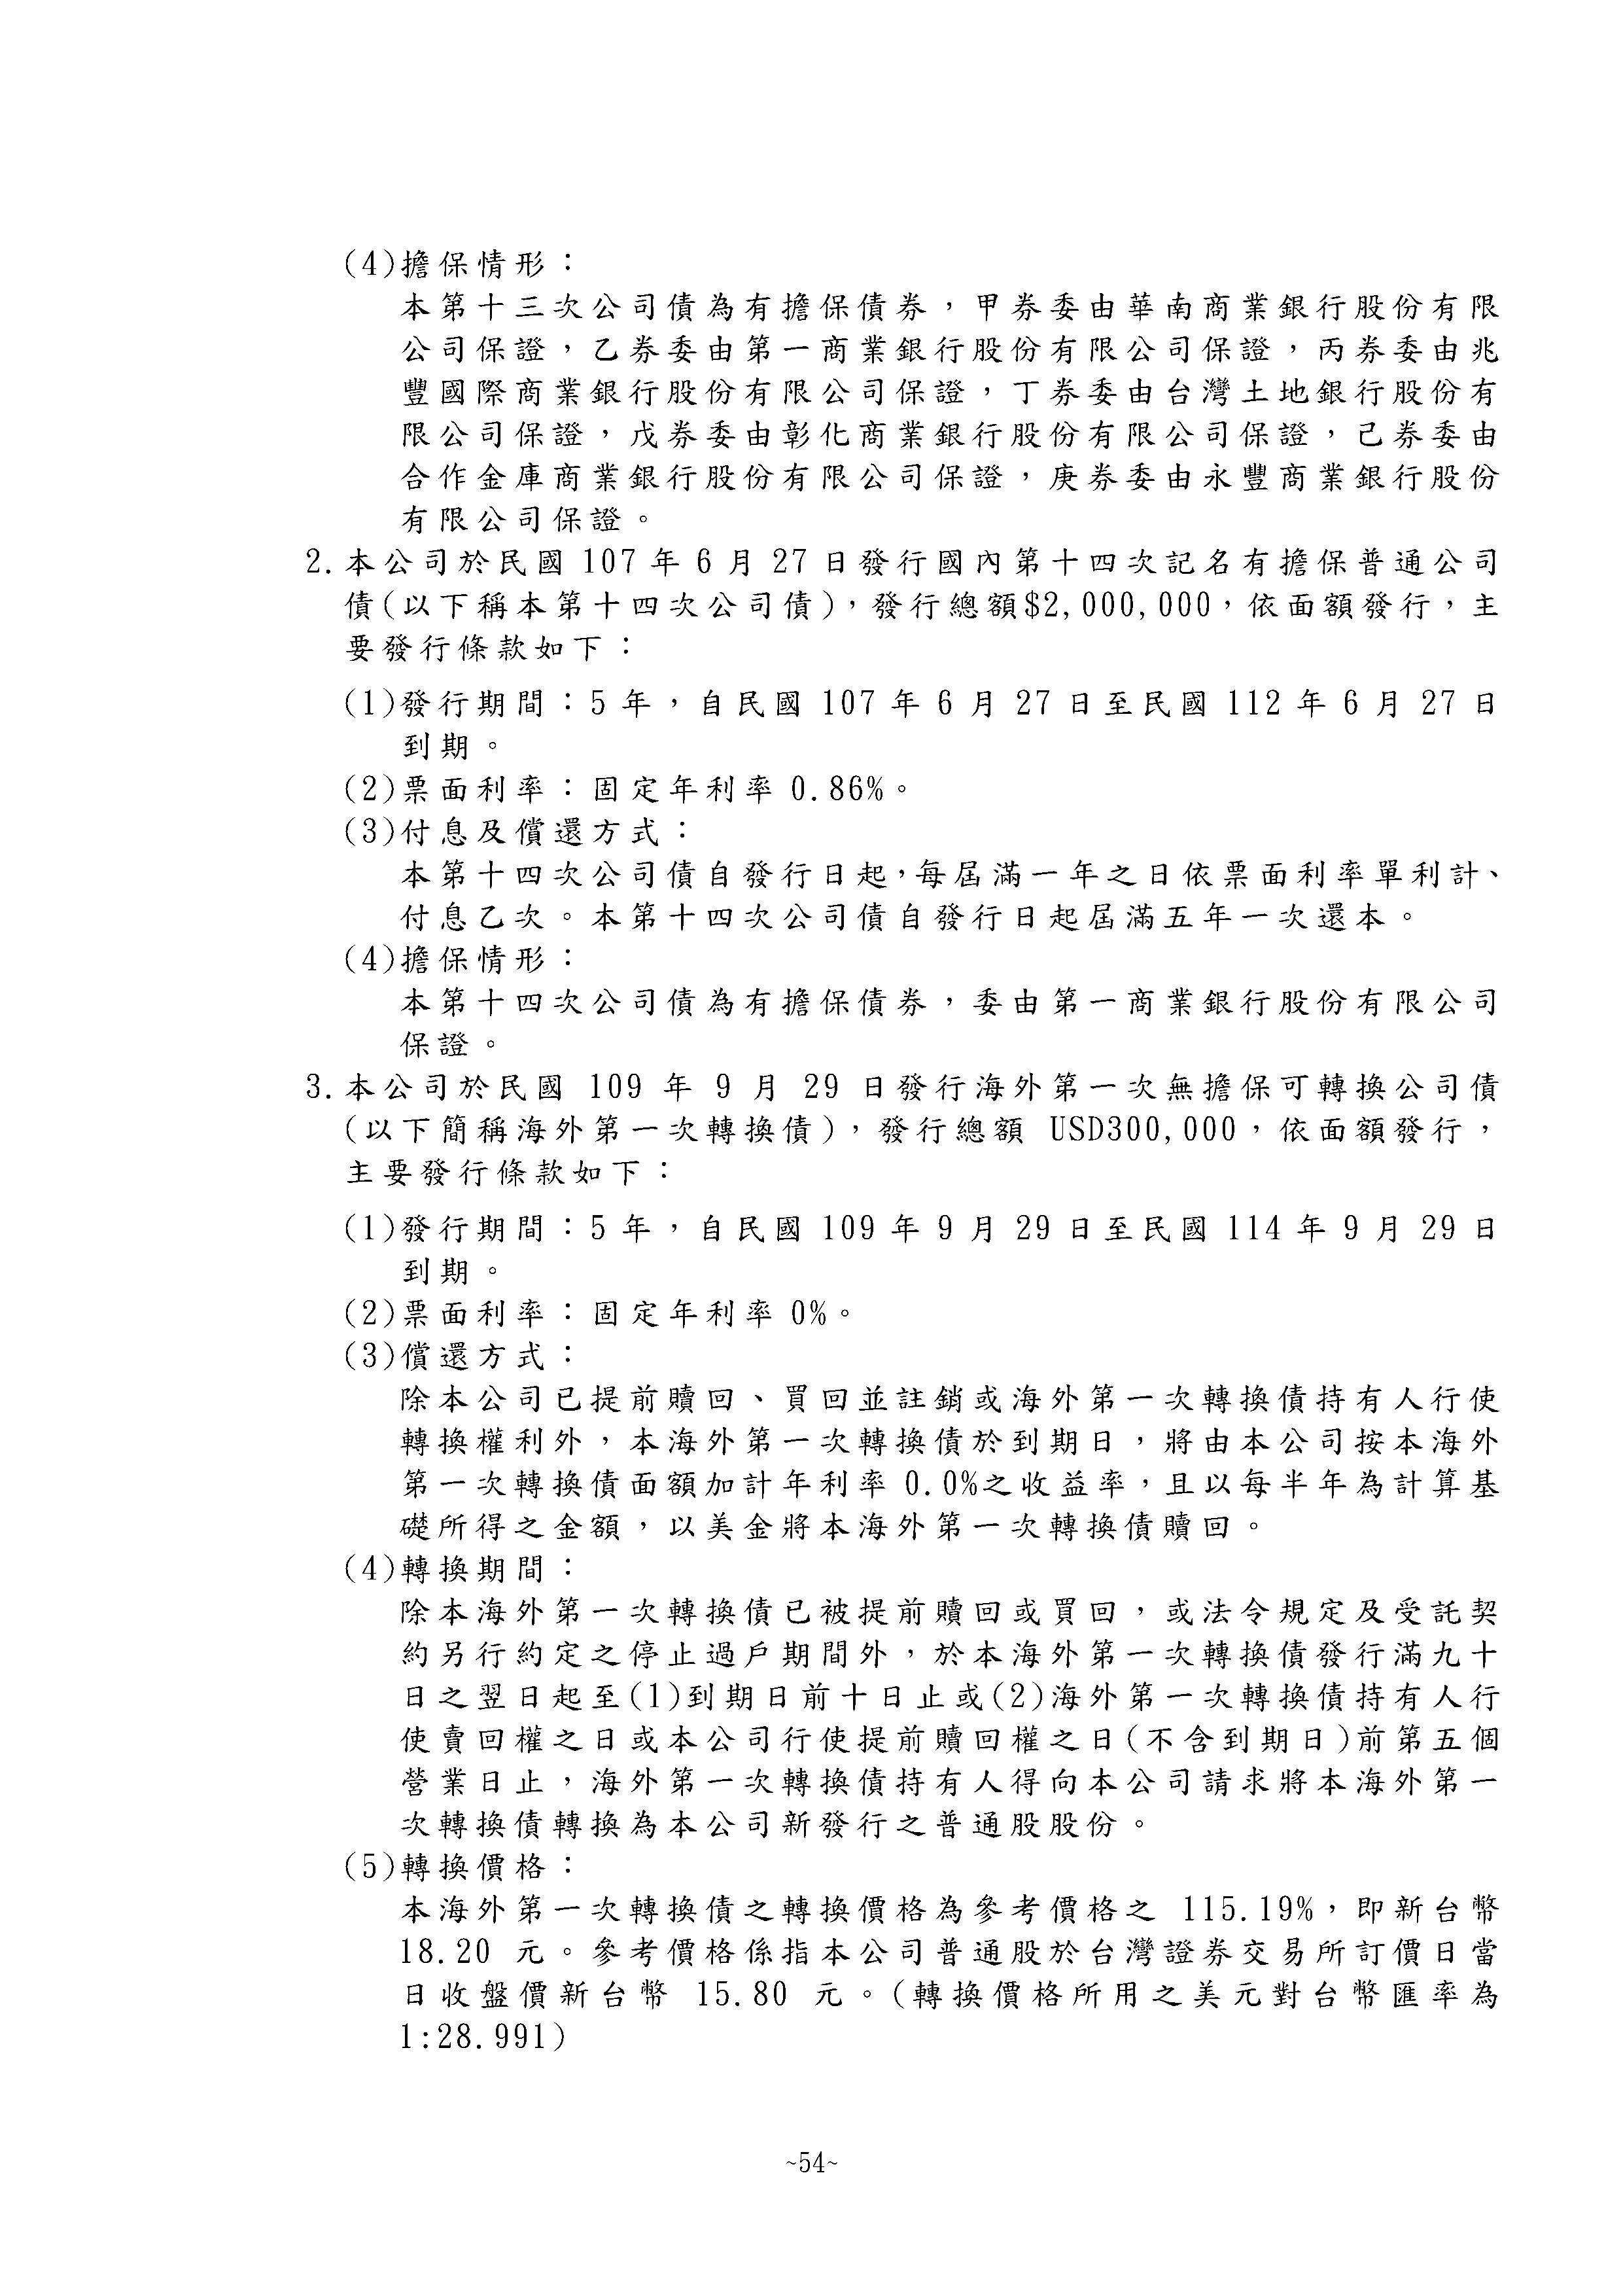 (4)擔保情形：
本第十三次公司債為有擔保債券，甲券委由華南商業銀行股份有限
公司保證，乙券委由第一商業銀行股份有限公司保證，丙券委由兆
豐國際商業銀行股份有限公司保證，丁券委由台灣土地銀行股份有
限公司保證，戊券委由彰化商業銀行股份有限公司保證，己券委由
合作金庫商業銀行股份有限公司保證，庚券委由永豐商業銀行股份
有限公司保證。
2.本公司於民國 107 年 6 月 27 日發行國內第十四次記名有擔保普通公司
債(以下稱本第十四次公司債)，發行總額$2,000,000，依面額發行，主
要發行條款如下：
(1)發行期間：5 年，自民國 107 年 6 月 27 日至民國 112 年 6 月 27 日
到期。
(2)票面利率：固定年利率 0.86%。
(3)付息及償還方式：
本第十四次公司債自發行日起，每屆滿一年之日依票面利率單利計、
付息乙次。本第十四次公司債自發行日起屆滿五年一次還本。
(4)擔保情形：
本第十四次公司債為有擔保債券，委由第一商業銀行股份有限公司
保證。
3.本公司於民國 109 年 9 月 29 日發行海外第一次無擔保可轉換公司債
(以下簡稱海外第一次轉換債)，發行總額 USD300,000，依面額發行，
主要發行條款如下：
(1)發行期間：5 年，自民國 109 年 9 月 29 日至民國 114 年 9 月 29 日
到期。
(2)票面利率：固定年利率 0%。
(3)償還方式：
除本公司已提前贖回、買回並註銷或海外第一次轉換債持有人行使
轉換權利外，本海外第一次轉換債於到期日，將由本公司按本海外
第一次轉換債面額加計年利率 0.0%之收益率，且以每半年為計算基
礎所得之金額，以美金將本海外第一次轉換債贖回。
(4)轉換期間：
除本海外第一次轉換債已被提前贖回或買回，或法令規定及受託契
約另行約定之停止過戶期間外，於本海外第一次轉換債發行滿九十
日之翌日起至(1)到期日前十日止或(2)海外第一次轉換債持有人行
使賣回權之日或本公司行使提前贖回權之日(不含到期日)前第五個
營業日止，海外第一次轉換債持有人得向本公司請求將本海外第一
次轉換債轉換為本公司新發行之普通股股份。
(5)轉換價格：
本海外第一次轉換債之轉換價格為參考價格之 115.19%，即新台幣
18.20 元。參考價格係指本公司普通股於台灣證券交易所訂價日當
日收盤價新台幣 15.80 元。(轉換價格所用之美元對台幣匯率為
1:28.991)
~54~